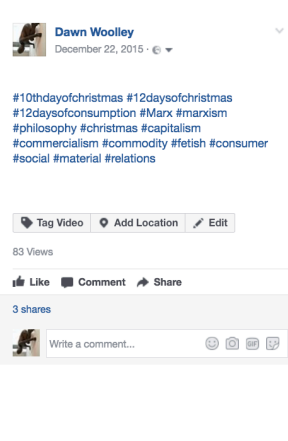 Dawn Woolley
December 22, 2015 ·
#10thdayofchristmas #12daysofchristmas
#12daysofconsumption #Marx #marxism
#philosophy #christmas #capitalism
#commercialism #commodity #fetish #consumer
#social #material #relations
Tag Video Add Location Edit
83 Views
Like Comment Share
3 shares
Write a comment...
GIF